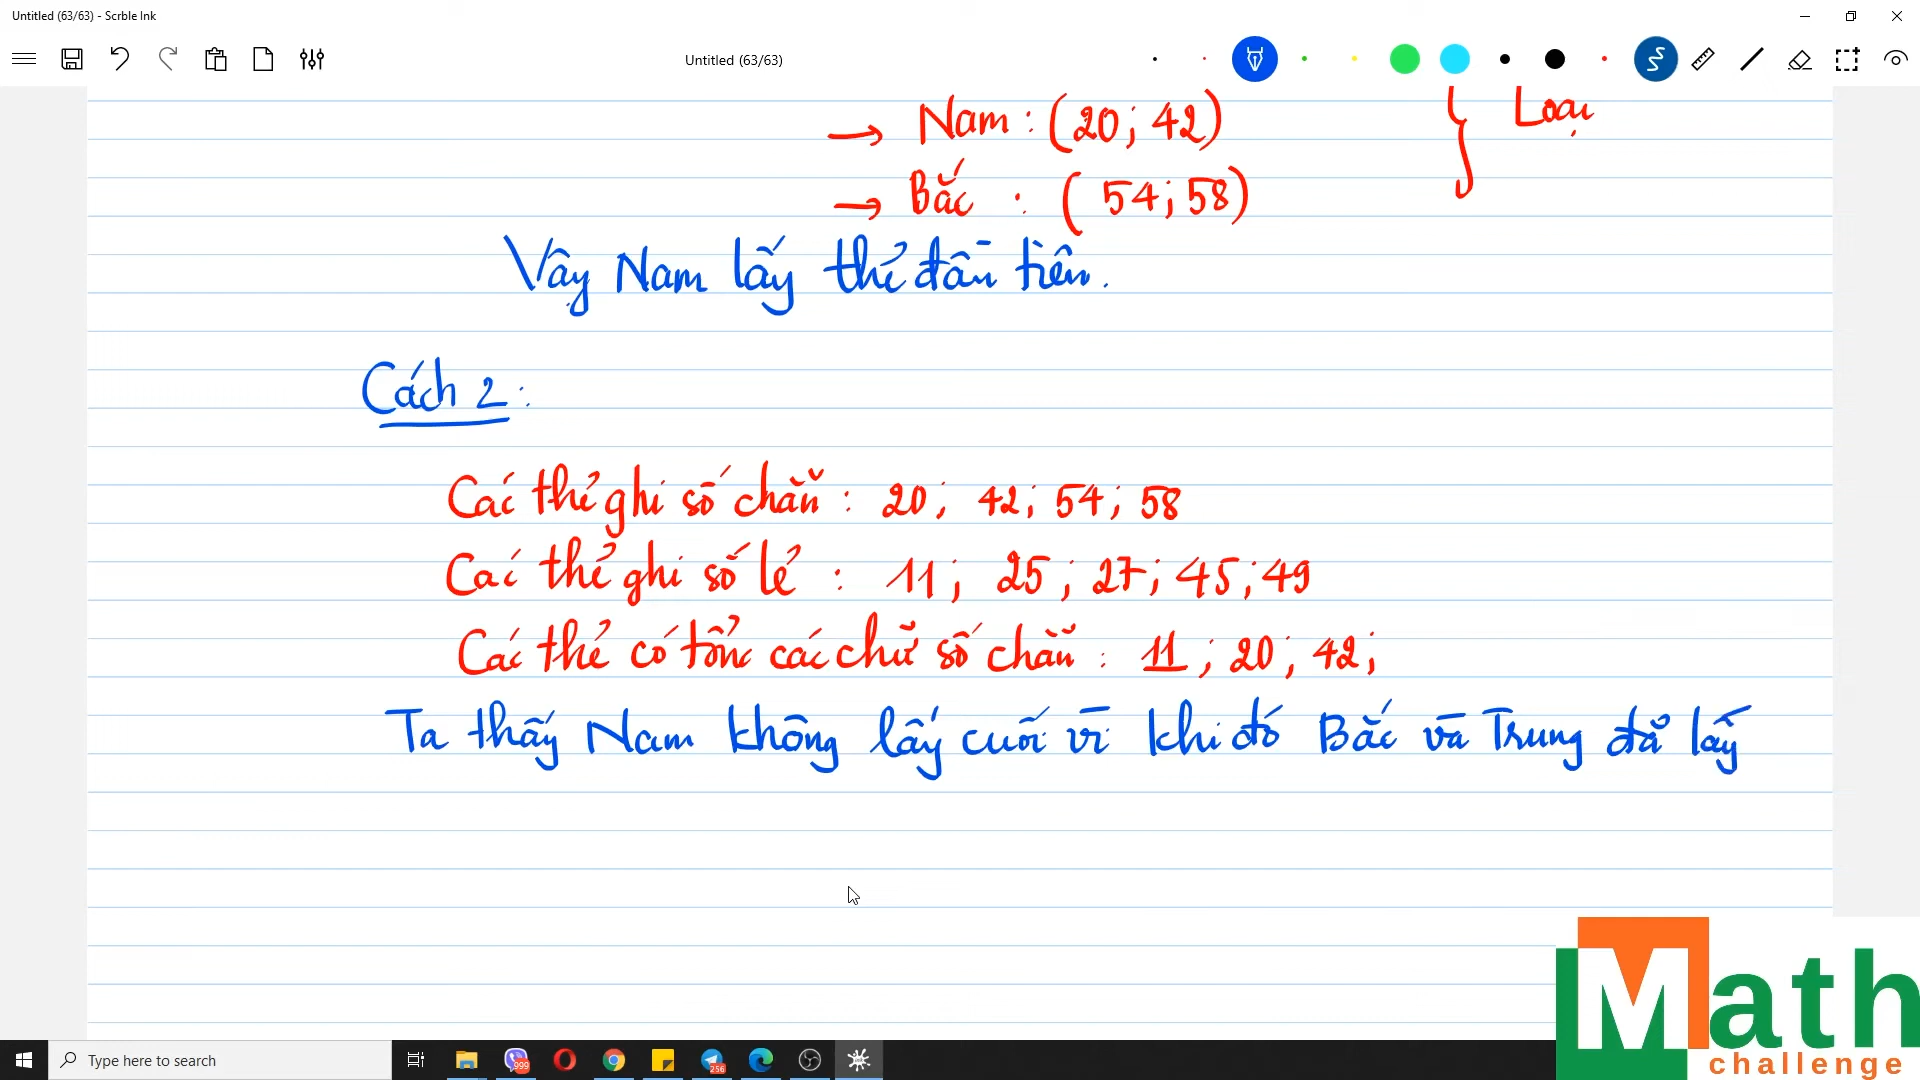 Untitled (63/63) - Scrble Ink
Untitled (63/63)
→ Nam : (20; 42)
Loại
→ Bắc : (54; 58)
Vậy Nam lấy thẻ đầu tiên.
Cách 2:
Các thẻ ghi số chẵn : 20; 42; 54; 58
Các thẻ ghi số lẻ : 11; 25; 27; 45; 49
Các thẻ có tổng các chữ số chẵn : 11; 20; 42;
Ta thấy Nam không lấy cuối vì khi đó Bắc và Trung đã lấy
Math
challenge
Type here to search
999
256